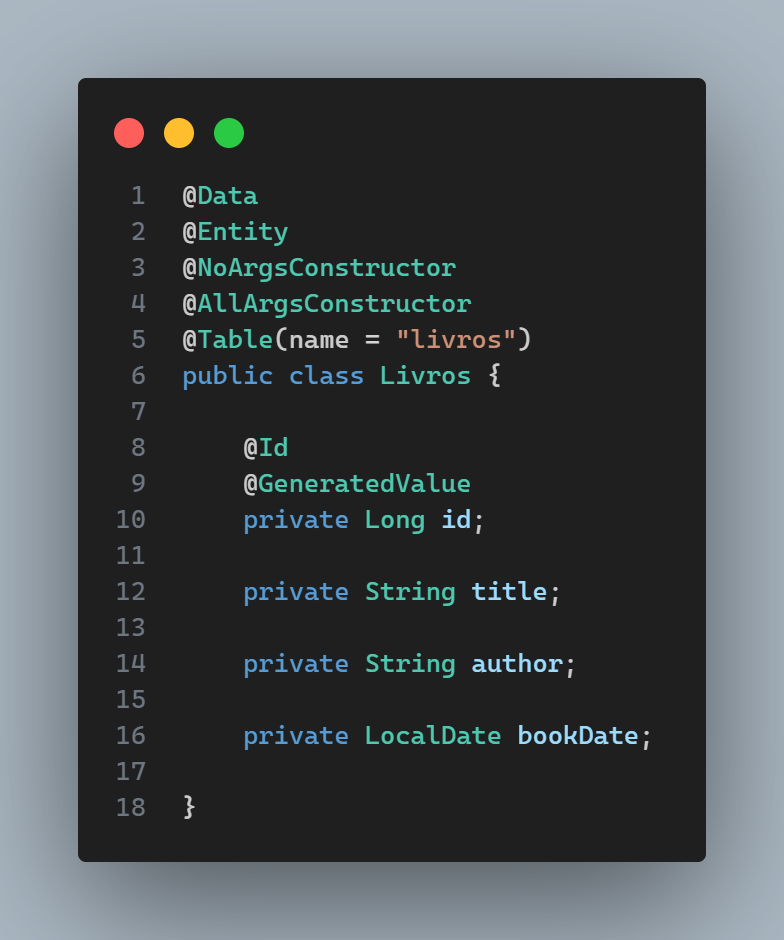 1 @Data
2 @Entity
3 @NoArgsConstructor
4 @AllArgsConstructor
5 @Table(name = "livros")
6 public class Livros {
7
8     @Id
9     @GeneratedValue
10     private Long id;
11
12     private String title;
13
14     private String author;
15
16     private LocalDate bookDate;
17
18 }